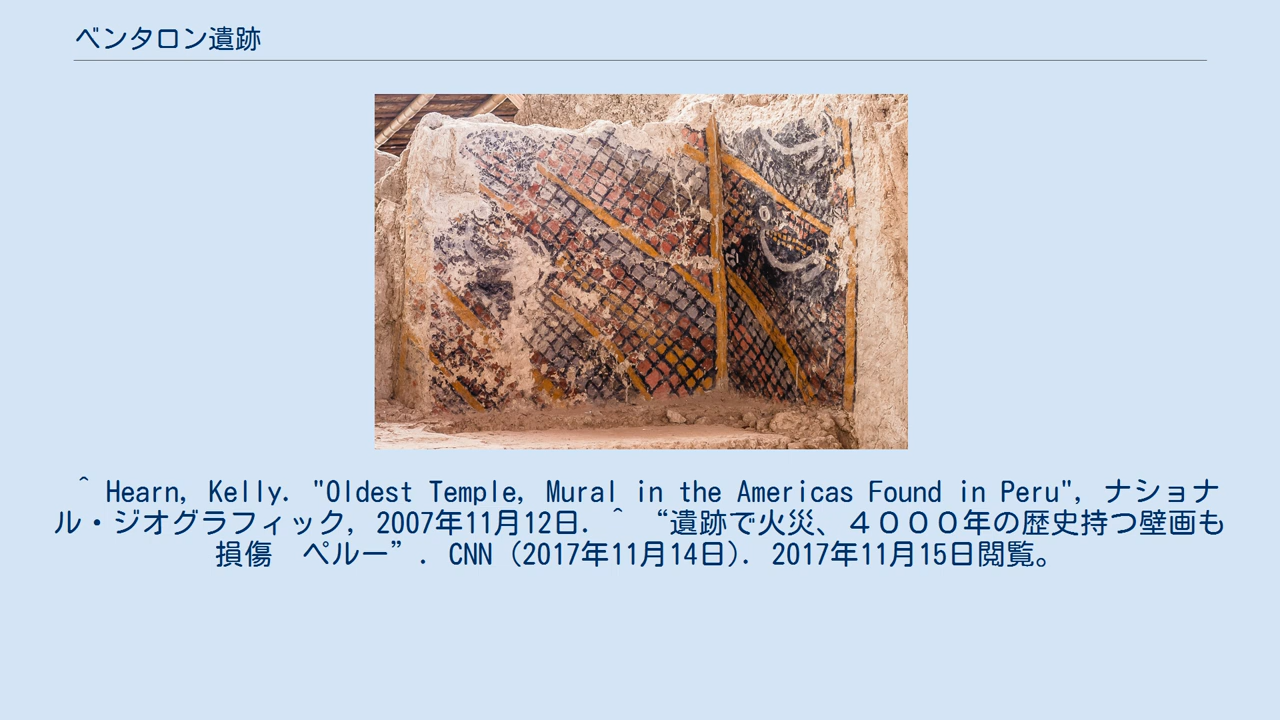 ベンタロン遺跡
^ Hearn, Kelly. "Oldest Temple, Mural in the Americas Found in Peru", ナショナ
ル・ジオグラフィック, 2007年11月12日. ^ “遺跡で火災、４０００年の歴史持つ壁画も
損傷　ペルー”. CNN (2017年11月14日). 2017年11月15日閲覧。